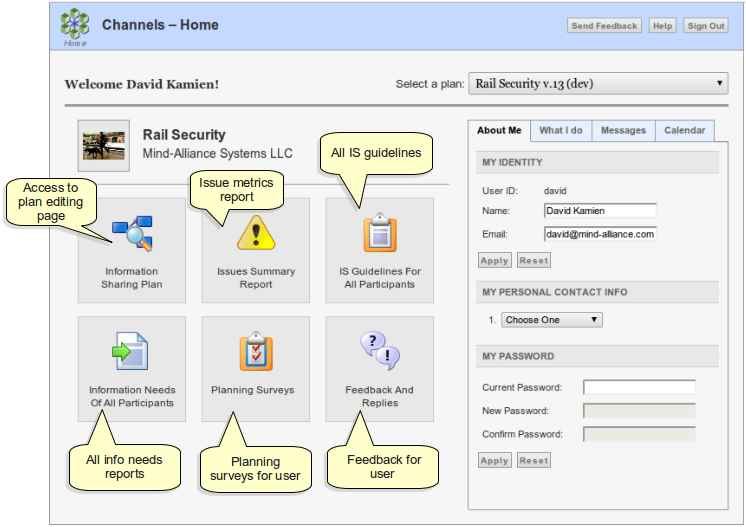 Channels – Home
Send Feedback
Help
Sign Out
Home
Welcome David Kamien!
Select a plan:
Rail Security v.13 (dev)
Rail Security
Mind-Alliance Systems LLC
All IS guidelines
Access to
plan editing
page
Issue metrics
report
Information
Sharing Plan
Issues Summary
Report
IS Guidelines For
All Participants
Information Needs
Of All Participants
Planning Surveys
Feedback And
Replies
All info needs
reports
Planning
surveys for user
Feedback for
user
About Me
What I do
Messages
Calendar
MY IDENTITY
User ID:
david
Name:
David Kamien
Email:
david@mind-alliance.com
Apply
Reset
MY PERSONAL CONTACT INFO
1.
Choose One
MY PASSWORD
Current Password:
New Password:
Confirm Password:
Apply
Reset